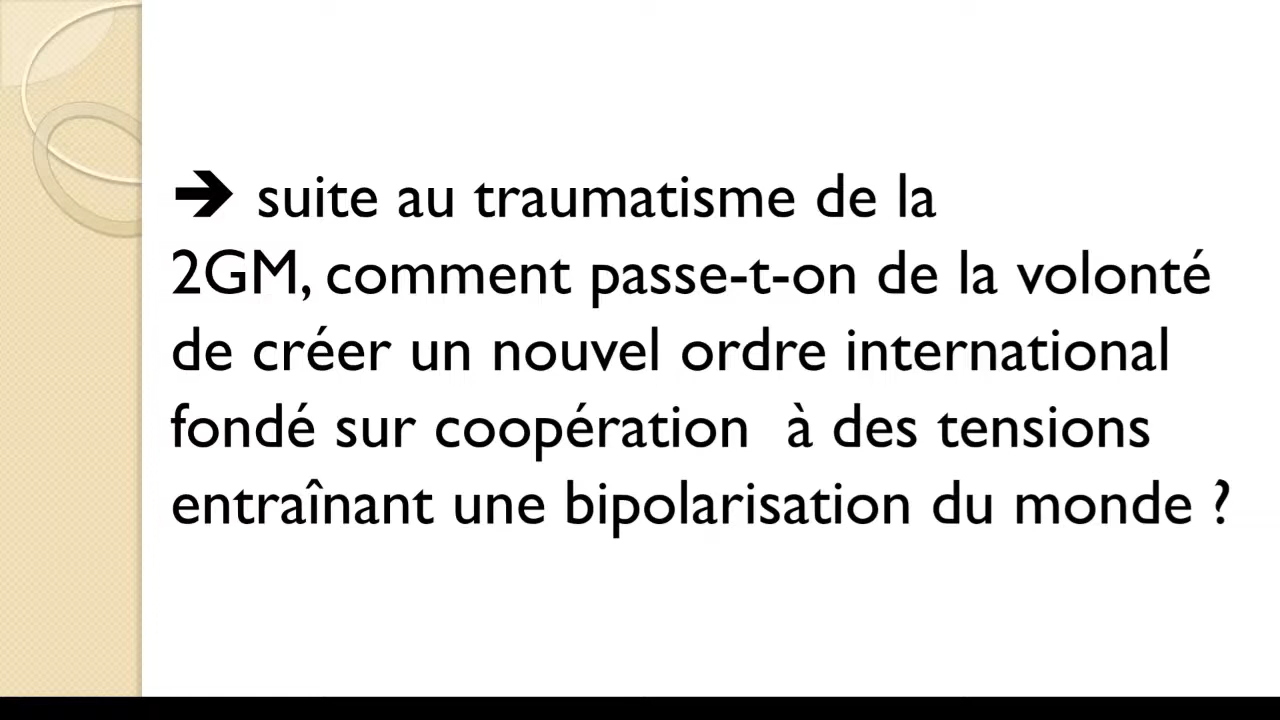 ➔ suite au traumatisme de la
2GM, comment passe-t-on de la volonté
de créer un nouvel ordre international
fondé sur coopération  à des tensions
entraînant une bipolarisation du monde ?